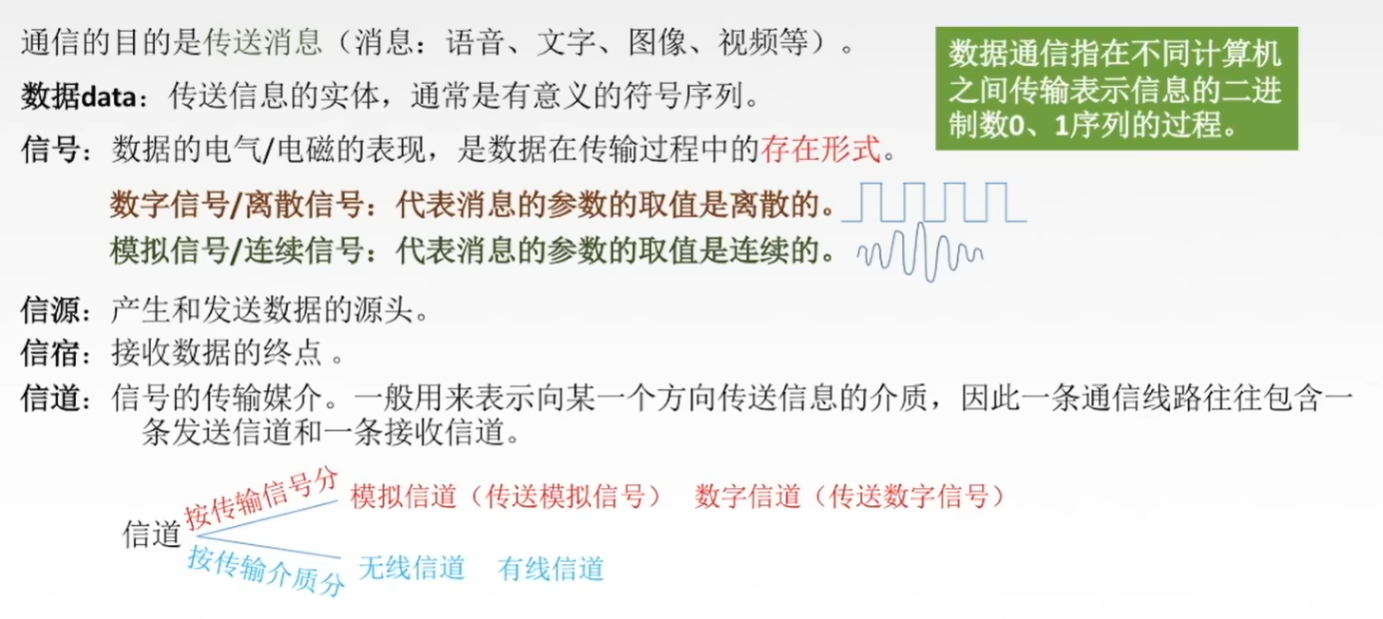 通信的目的是传送消息（消息：语音、文字、图像、视频等）。
数据通信指在不同计算机
之间传输表示信息的二进
制数0、1序列的过程。
数据data：传送信息的实体，通常是有意义的符号序列。
信号：数据的电气/电磁的表现，是数据在传输过程中的存在形式。
数字信号/离散信号：代表消息的参数的取值是离散的。
模拟信号/连续信号：代表消息的参数的取值是连续的。
信源：产生和发送数据的源头。
信宿：接收数据的终点 。
信道：信号的传输媒介。一般用来表示向某一个方向传送信息的介质，因此一条通信线路往往包含一
条发送信道和一条接收信道。
信道
按传输信号分
模拟信道（传送模拟信号） 数字信道（传送数字信号）
按传输介质分
无线信道 有线信道